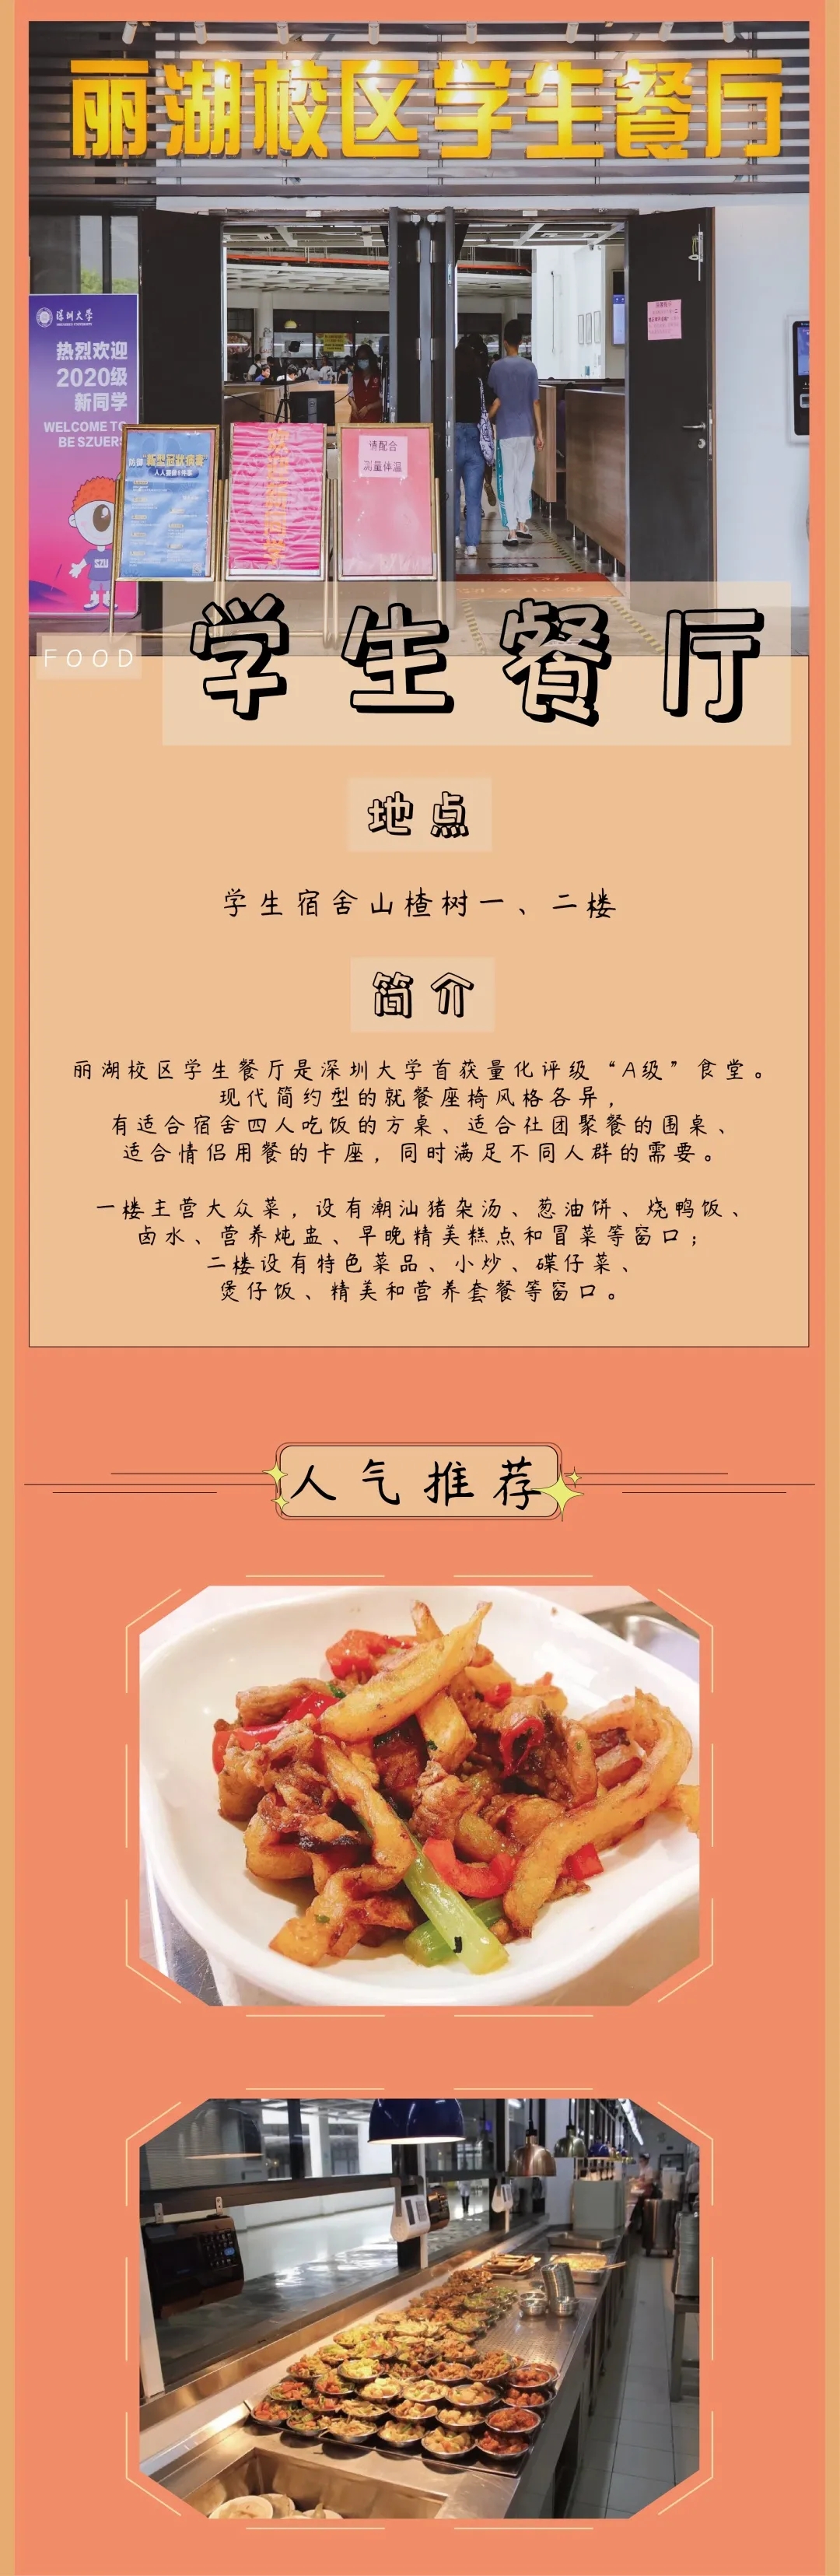 丽湖校区学生餐厅
深圳大学
热烈欢迎
2020级
新同学
WELCOME TO
BE SZUERS
SZU
新型冠状病毒
请配合
测量体温
FOOD
学生餐厅
地点
学生宿舍山楂树一、二楼
简介
丽湖校区学生餐厅是深圳大学首获量化评级“A级”食堂。
现代简约型的就餐座椅风格各异，
有适合宿舍四人吃饭的方桌、适合社团聚餐的围桌、
适合情侣用餐的卡座，同时满足不同人群的需要。
一楼主营大众菜，设有潮汕猪杂汤、葱油饼、烧鸭饭、
卤水、营养炖盅、早晚精美糕点和冒菜等窗口；
二楼设有特色菜品、小炒、碟仔菜、
煲仔饭、精美和营养套餐等窗口。
人气推荐